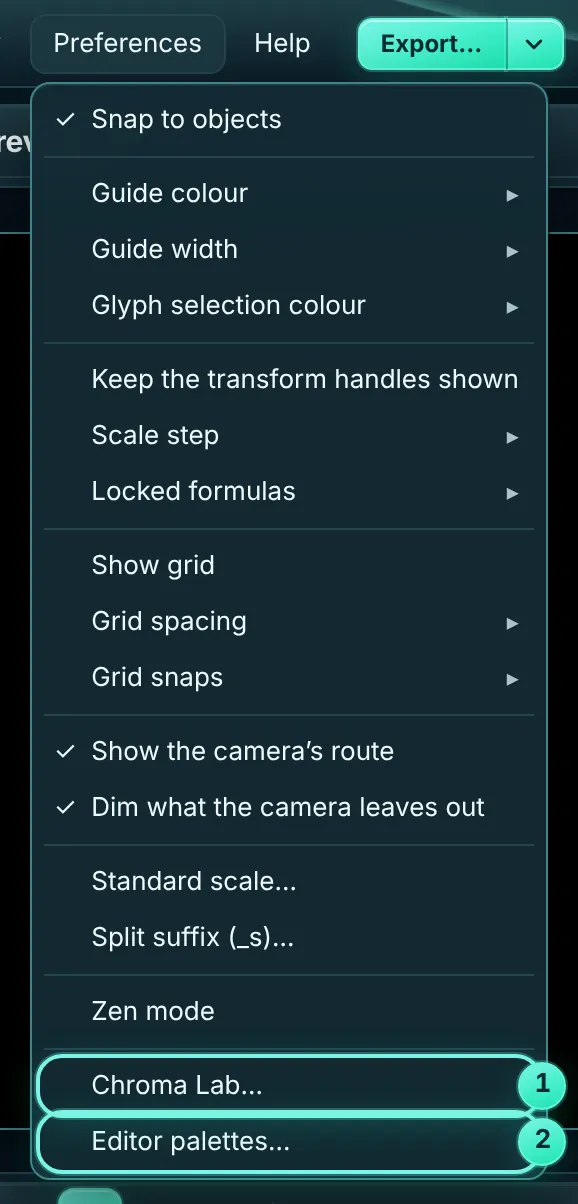 Preferences
Help
Export...
Snap to objects
Guide colour
Guide width
Glyph selection colour
Keep the transform handles shown
Scale step
Locked formulas
Show grid
Grid spacing
Grid snaps
Show the camera’s route
Dim what the camera leaves out
Standard scale...
Split suffix (_s)...
Zen mode
Chroma Lab...
1
Editor palettes...
2